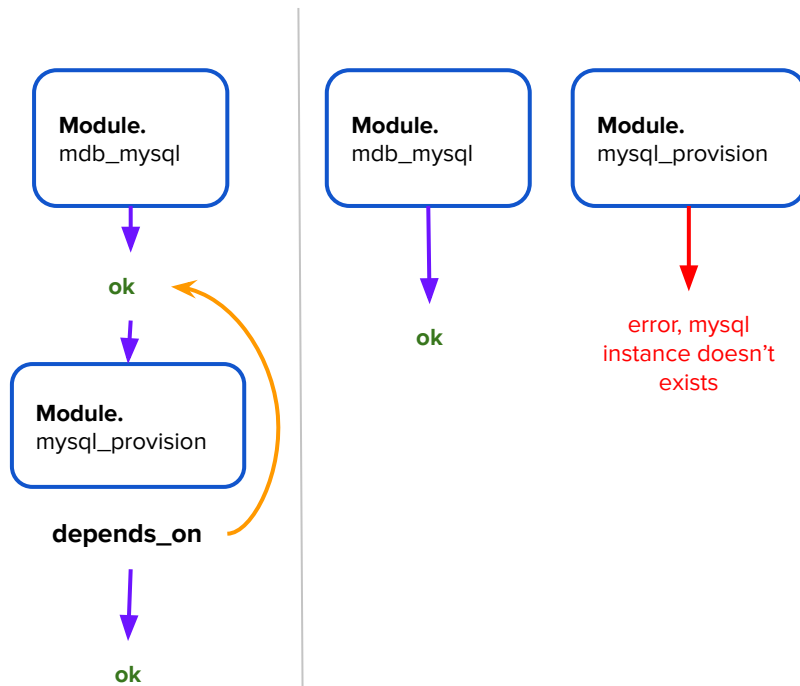 Module.
mdb_mysql
ok
Module.
mysql_provision
depends_on
ok
Module.
mdb_mysql
ok
Module.
mysql_provision
error, mysql
instance doesn’t
exists